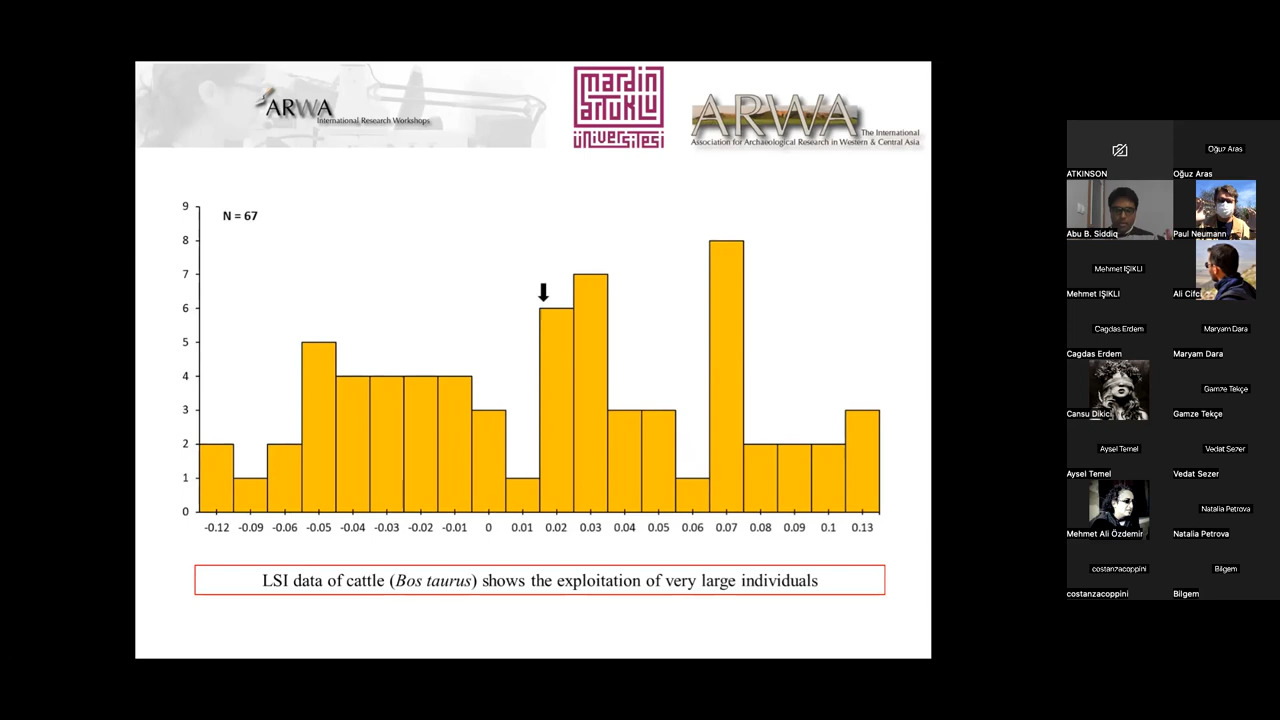 ARWA
International Research Workshops
mardin
artuklu
üniversitesi
ARWA
The International
Association for Archaeological Research in Western & Central Asia
N = 67
9
8
7
6
5
4
3
2
1
0
-0.12 -0.09 -0.06 -0.05 -0.04 -0.03 -0.02 -0.01 0 0.01 0.02 0.03 0.04 0.05 0.06 0.07 0.08 0.09 0.1 0.13
LSI data of cattle (Bos taurus) shows the exploitation of very large individuals
ATKINSON
Oğuz Aras
Oğuz Aras
Abu B. Siddiq
Paul Neumann
Mehmet IŞIKLI
Mehmet IŞIKLI
Ali Cifci
Cagdas Erdem
Cagdas Erdem
Maryam Dara
Maryam Dara
Cansu Dikici
Gamze Tekçe
Gamze Tekçe
Aysel Temel
Aysel Temel
Vedat Sezer
Vedat Sezer
Mehmet Ali Özdemir
Natalia Petrova
Natalia Petrova
costanzacoppini
costanzacoppini
Bilgem
Bilgem